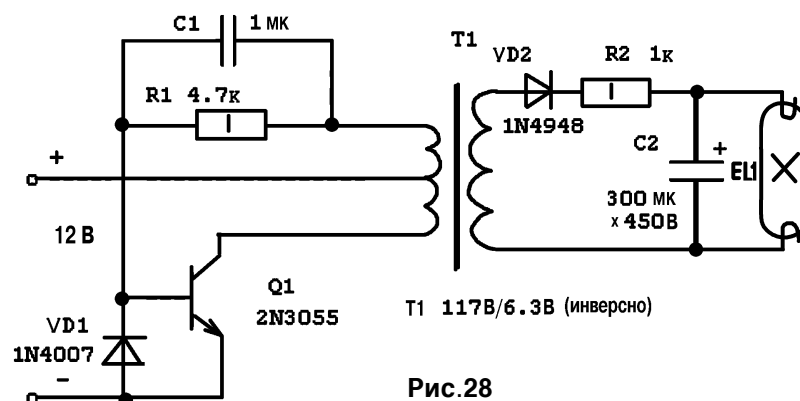 C1 1 мк
T1
VD2
R2 1к
R1 4.7к
1N4948
C2
+
EL1
300 мк
х 450В
+
12 В
Q1
2N3055
T1 117В/6.3В (инверсно)
VD1
1N4007
−
Рис.28